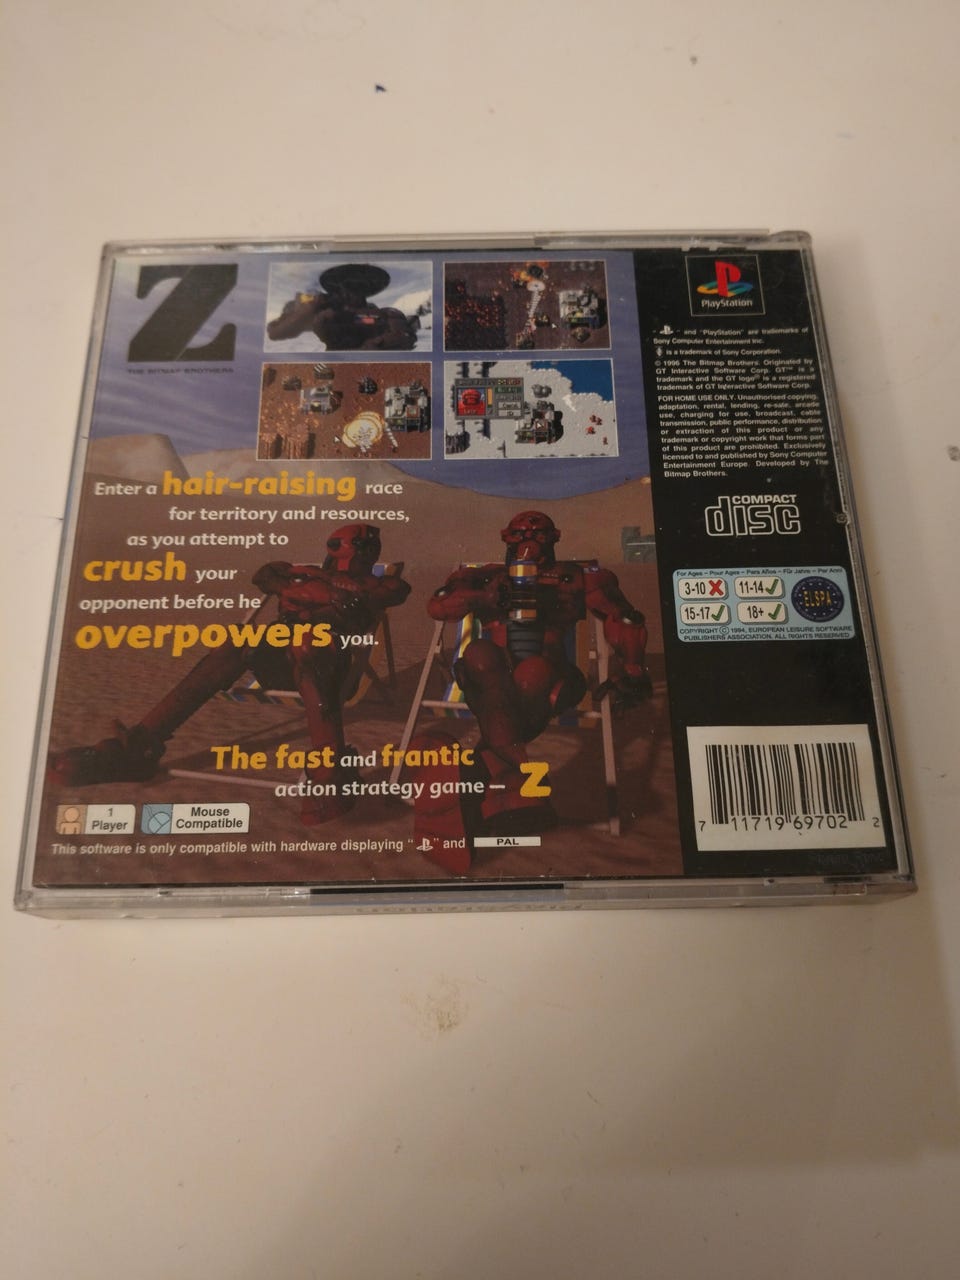 Z
THE BITMAP BROTHERS
Enter a hair-raising race
for territory and resources,
as you attempt to
crush your
opponent before he
overpowers you.
The fast and frantic
action strategy game – Z
1
Player
Mouse
Compatible
This software is only compatible with hardware displaying " " and PAL
PlayStation
" " and "PlayStation" are trademarks of
Sony Computer Entertainment Inc.
is a trademark of Sony Corporation.
© 1996 The Bitmap Brothers. Originated by
GT Interactive Software Corp. GT™ is a
trademark and the GT logo® is a registered
trademark of GT Interactive Software Corp.
FOR HOME USE ONLY. Unauthorised copying,
adaptation, rental, lending, re-sale, arcade
use, charging for use, broadcast, cable
transmission, public performance, distribution
or extraction of this product or any
trademark or copyright work that forms part
of this product are prohibited. Exclusively
licensed to and published by Sony Computer
Entertainment Europe. Developed by The
Bitmap Brothers.
COMPACT
disc
For Ages – Pour Ages – Para Años – Für Jahre – Per Anni
3-10 11-14
15-17 18+
ELSPA
COPYRIGHT © 1994, EUROPEAN LEISURE SOFTWARE
PUBLISHERS ASSOCIATION, ALL RIGHTS RESERVED
7 11719 69702 2